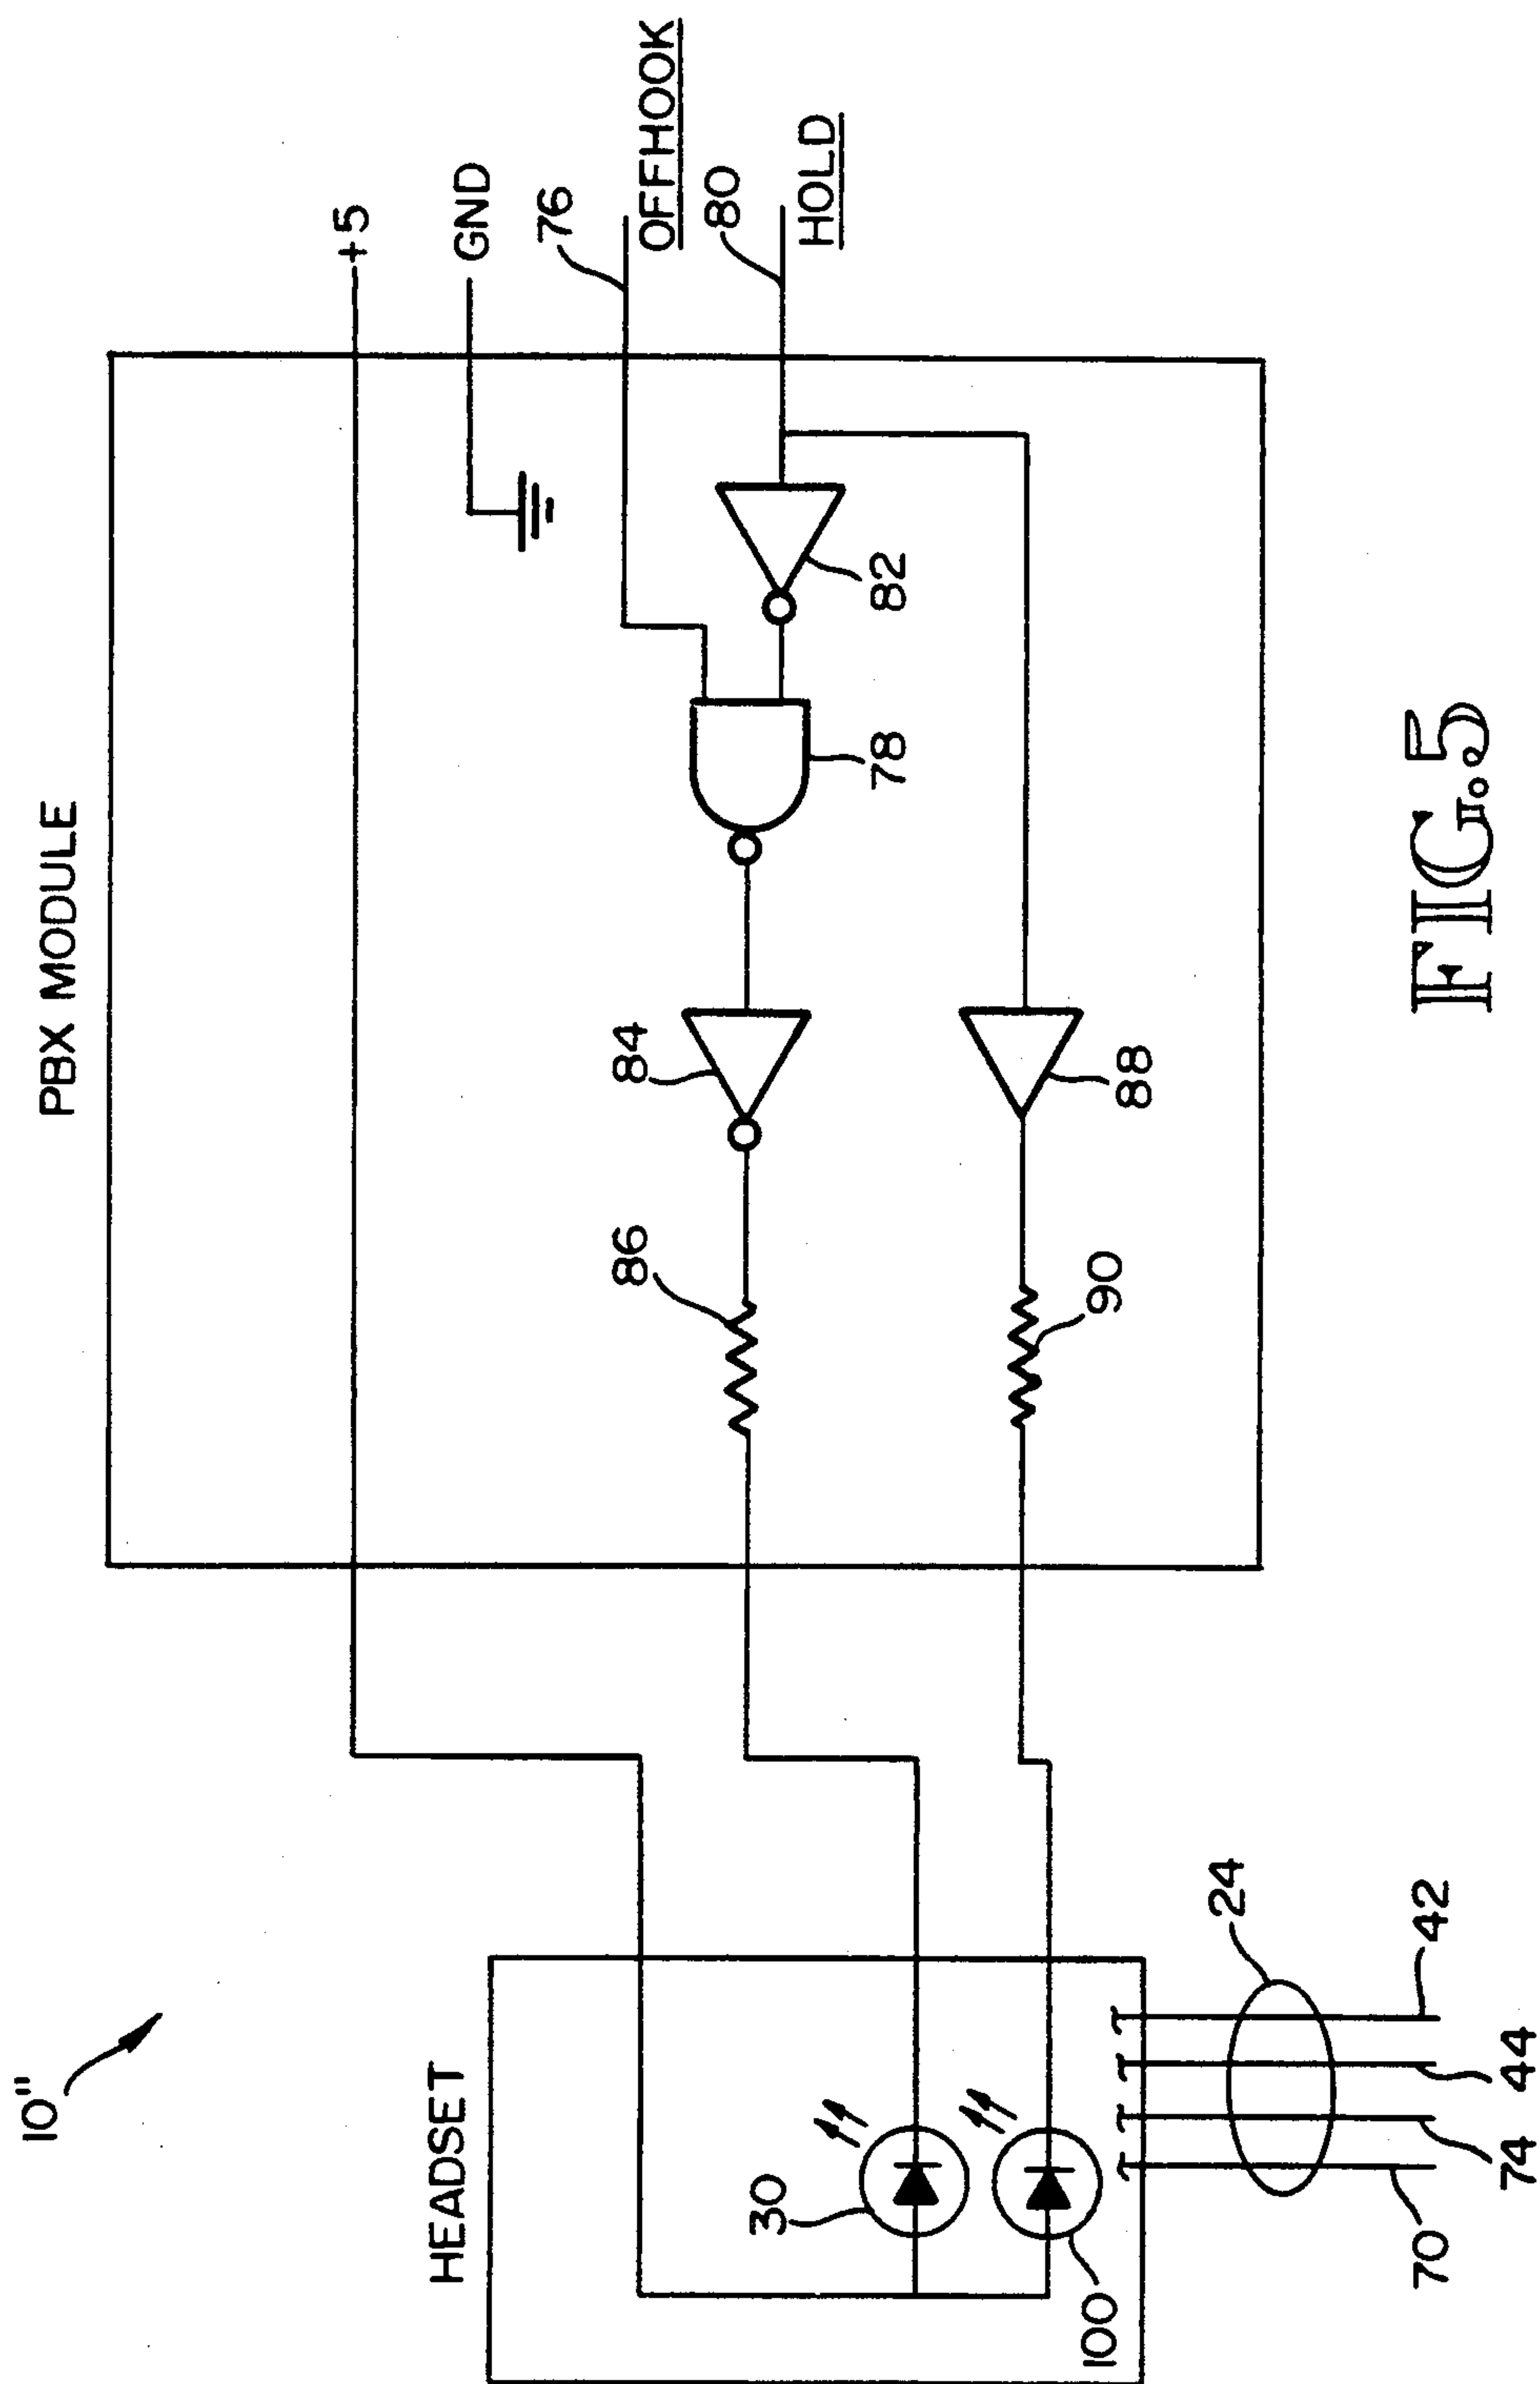 10"
PBX MODULE
HEADSET
+5
GND
76
OFFHOOK
80
HOLD
82
78
84
86
88
90
30
100
24
42
44
74
70
FIG. 5